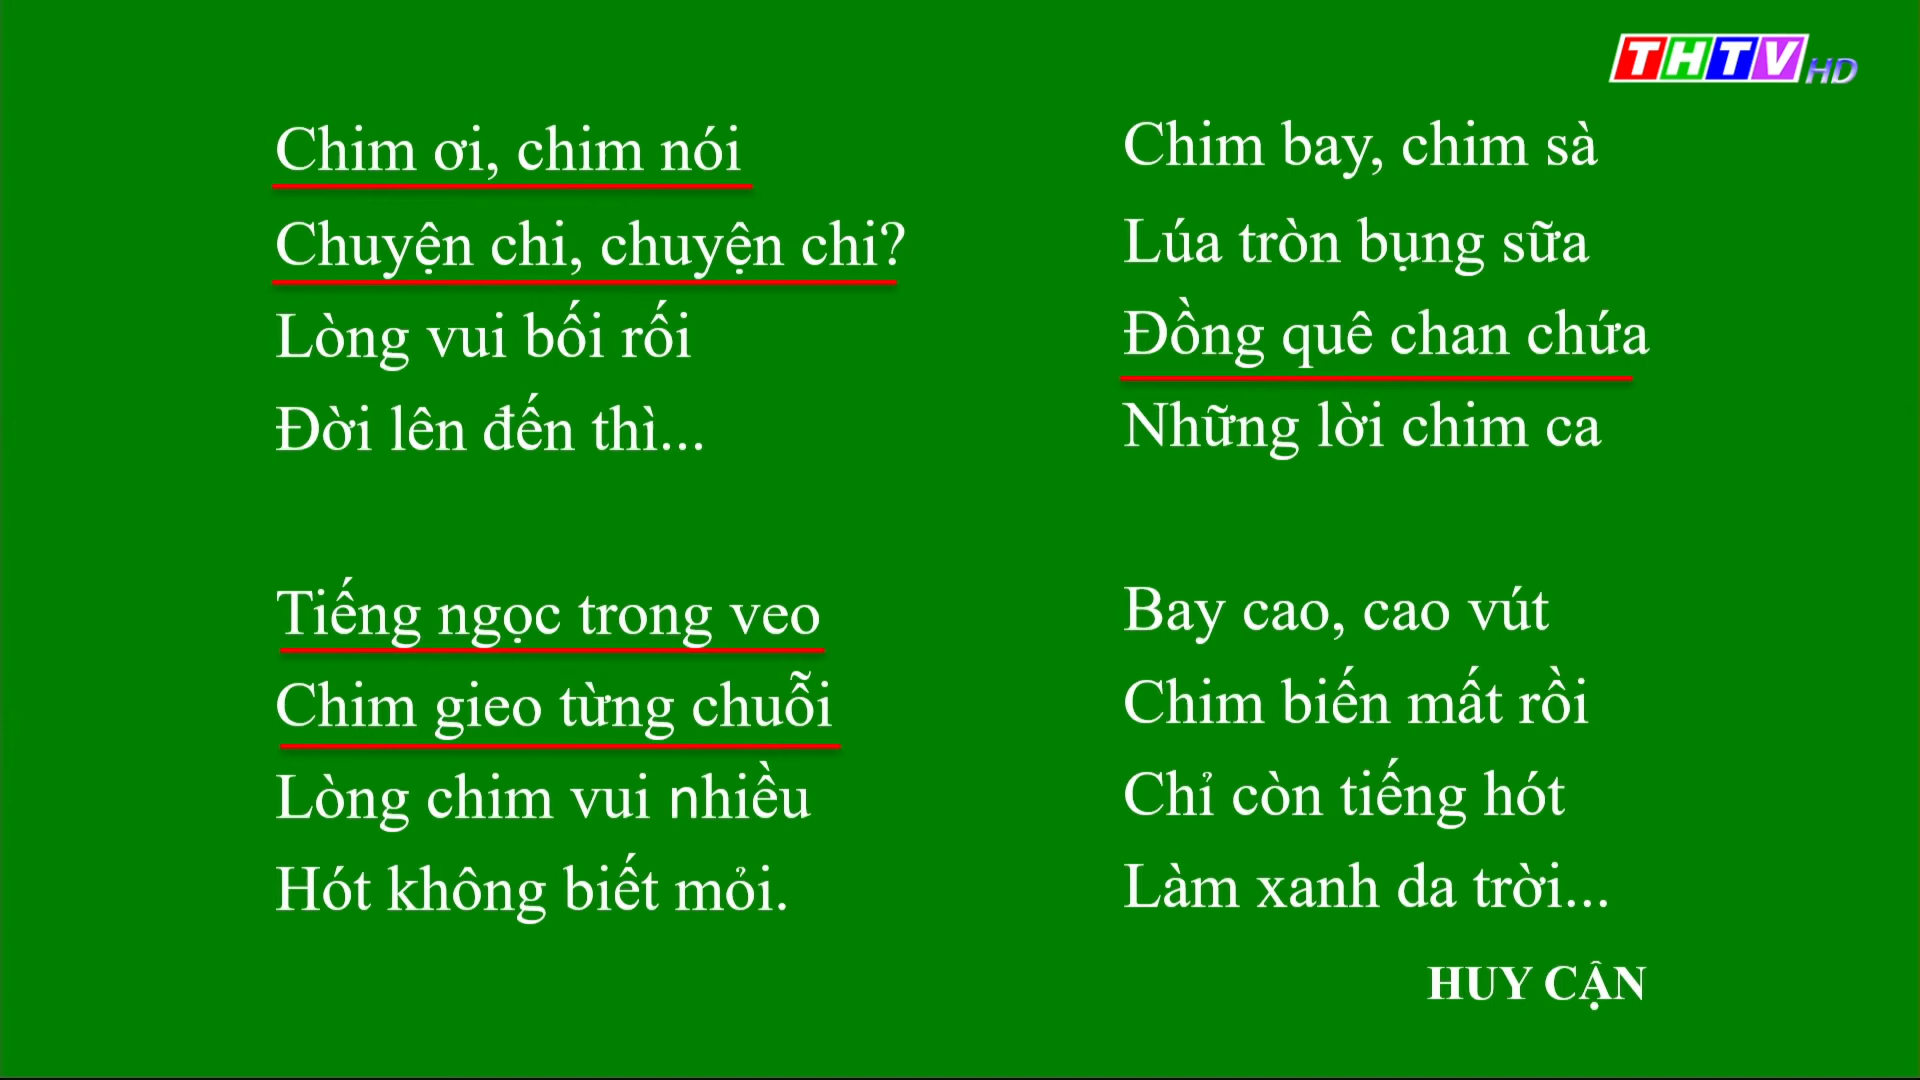 THTV HD
Chim ơi, chim nói
Chuyện chi, chuyện chi?
Lòng vui bối rối
Đời lên đến thì...
Tiếng ngọc trong veo
Chim gieo từng chuỗi
Lòng chim vui nhiều
Hót không biết mỏi.
Chim bay, chim sà
Lúa tròn bụng sữa
Đồng quê chan chứa
Những lời chim ca
Bay cao, cao vút
Chim biến mất rồi
Chỉ còn tiếng hót
Làm xanh da trời...
HUY CẬN